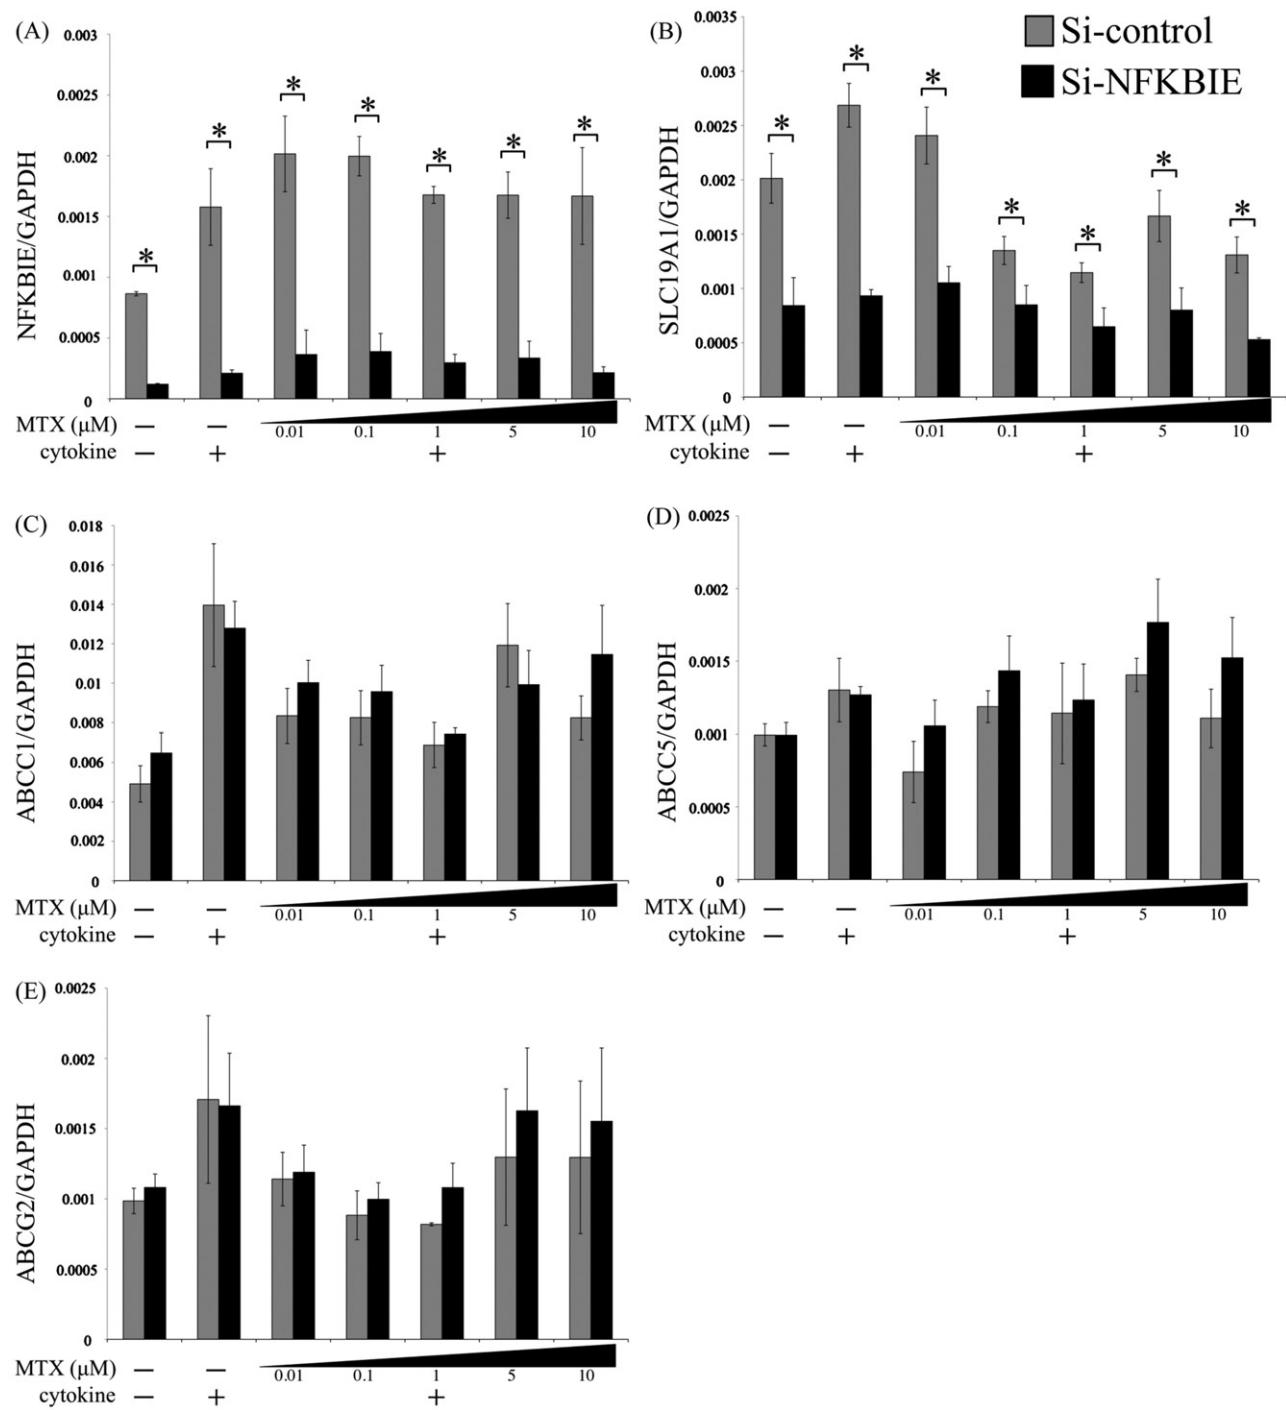 (A)
NFKBIE/GAPDH
0.003
0.0025
0.002
0.0015
0.001
0.0005
0
* * * * * * *
MTX (μM) — — 0.01 0.1 1 5 10
cytokine — + +
(B)
SLC19A1/GAPDH
0.0035
0.003
0.0025
0.002
0.0015
0.001
0.0005
0
* * * * * * *
Si-control
Si-NFKBIE
MTX (μM) — — 0.01 0.1 1 5 10
cytokine — + +
(C)
ABCC1/GAPDH
0.018
0.016
0.014
0.012
0.01
0.008
0.006
0.004
0.002
0
MTX (μM) — — 0.01 0.1 1 5 10
cytokine — + +
(D)
ABCC5/GAPDH
0.0025
0.002
0.0015
0.001
0.0005
0
MTX (μM) — — 0.01 0.1 1 5 10
cytokine — + +
(E)
ABCG2/GAPDH
0.0025
0.002
0.0015
0.001
0.0005
0
MTX (μM) — — 0.01 0.1 1 5 10
cytokine — + +